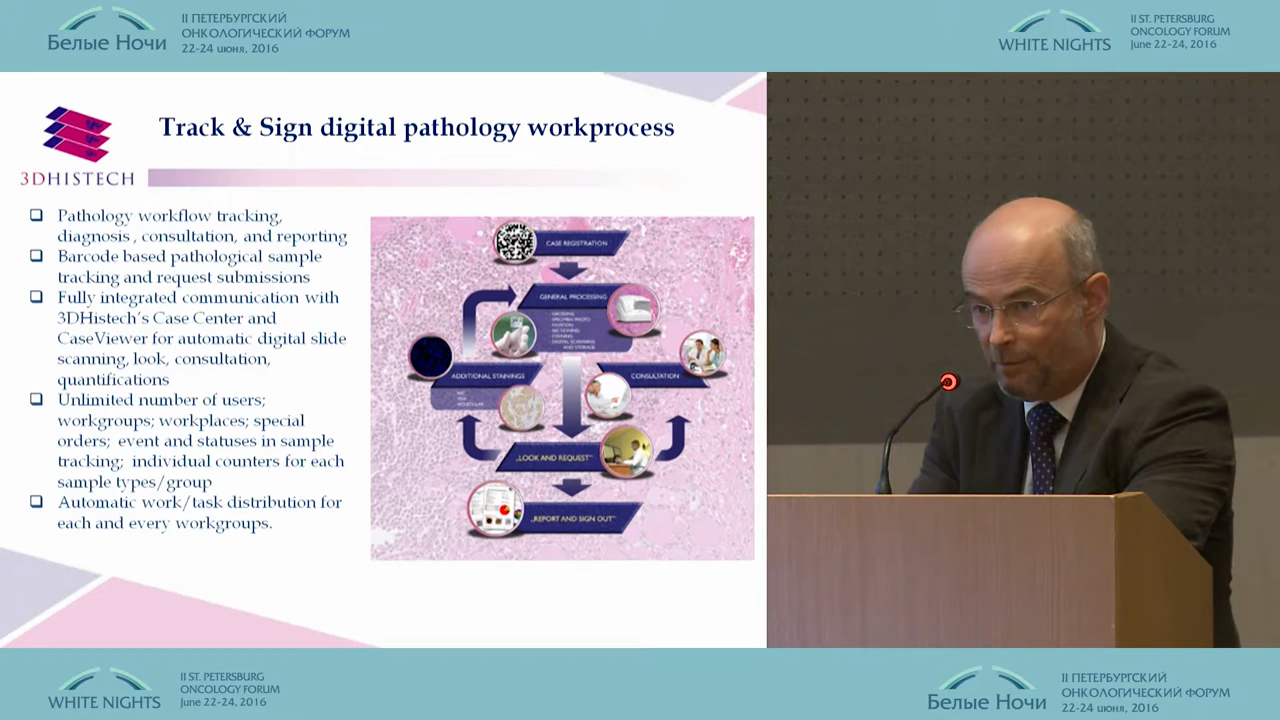 Белые Ночи
II ПЕТЕРБУРГСКИЙ
ОНКОЛОГИЧЕСКИЙ ФОРУМ
22-24 июня, 2016
WHITE NIGHTS
II ST. PETERSBURG
ONCOLOGY FORUM
June 22-24, 2016
3DHISTECH
Track & Sign digital pathology workprocess
Pathology workflow tracking,
diagnosis, consultation, and reporting
Barcode based pathological sample
tracking and request submissions
Fully integrated communication with
3DHistech's Case Center and
CaseViewer for automatic digital slide
scanning, look, consultation,
quantifications
Unlimited number of users;
workgroups; workplaces; special
orders; event and statuses in sample
tracking; individual counters for each
sample types/group
Automatic work/task distribution for
each and every workgroups.
CASE REGISTRATION
GENERAL PROCESSING
AND STORAGE
ADDITIONAL STAININGS
CONSULTATION
„LOOK AND REQUEST"
„REPORT AND SIGN OUT"
WHITE NIGHTS
II ST. PETERSBURG
ONCOLOGY FORUM
June 22-24, 2016
Белые Ночи
II ПЕТЕРБУРГСКИЙ
ОНКОЛОГИЧЕСКИЙ ФОРУМ
22-24 июня, 2016